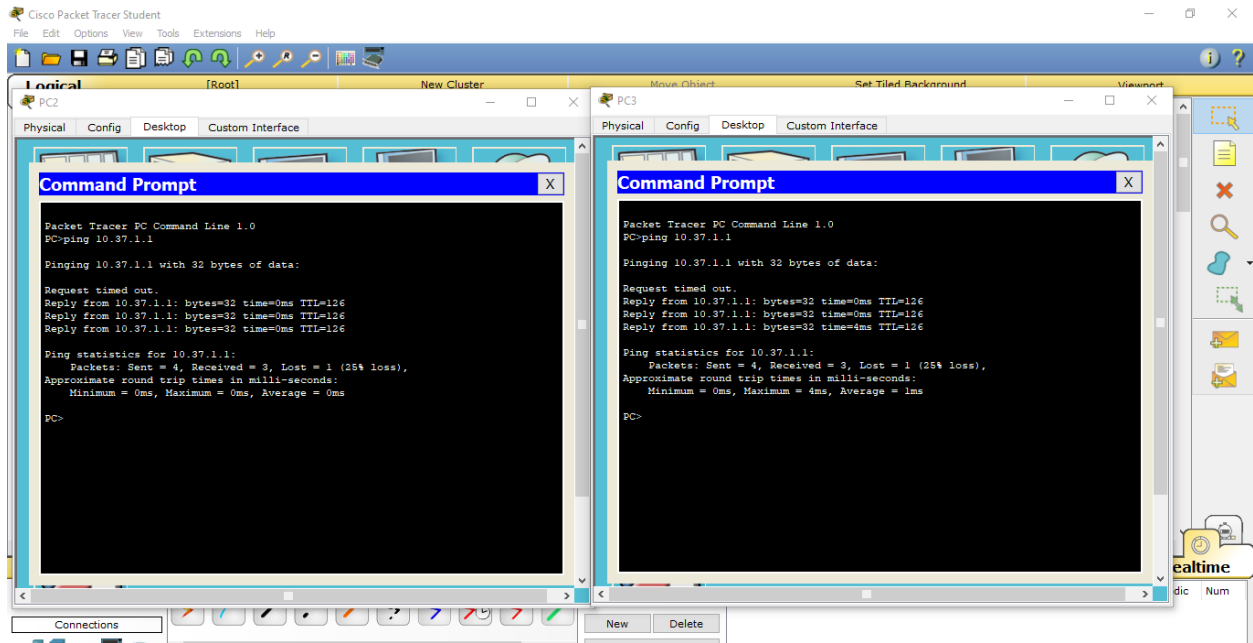 Cisco Packet Tracer Student
File Edit Options View Tools Extensions Help
Logical [Root] New Cluster Move Object Set Tiled Background Viewport
PC2
Physical Config Desktop Custom Interface
Command Prompt X
Packet Tracer PC Command Line 1.0
PC>ping 10.37.1.1
Pinging 10.37.1.1 with 32 bytes of data:
Request timed out.
Reply from 10.37.1.1: bytes=32 time=0ms TTL=126
Reply from 10.37.1.1: bytes=32 time=0ms TTL=126
Reply from 10.37.1.1: bytes=32 time=0ms TTL=126
Ping statistics for 10.37.1.1:
Packets: Sent = 4, Received = 3, Lost = 1 (25% loss),
Approximate round trip times in milli-seconds:
Minimum = 0ms, Maximum = 0ms, Average = 0ms
PC>
PC3
Physical Config Desktop Custom Interface
Command Prompt X
Packet Tracer PC Command Line 1.0
PC>ping 10.37.1.1
Pinging 10.37.1.1 with 32 bytes of data:
Request timed out.
Reply from 10.37.1.1: bytes=32 time=0ms TTL=126
Reply from 10.37.1.1: bytes=32 time=0ms TTL=126
Reply from 10.37.1.1: bytes=32 time=4ms TTL=126
Ping statistics for 10.37.1.1:
Packets: Sent = 4, Received = 3, Lost = 1 (25% loss),
Approximate round trip times in milli-seconds:
Minimum = 0ms, Maximum = 4ms, Average = 1ms
PC>
ealtime
dic Num
Connections
New Delete